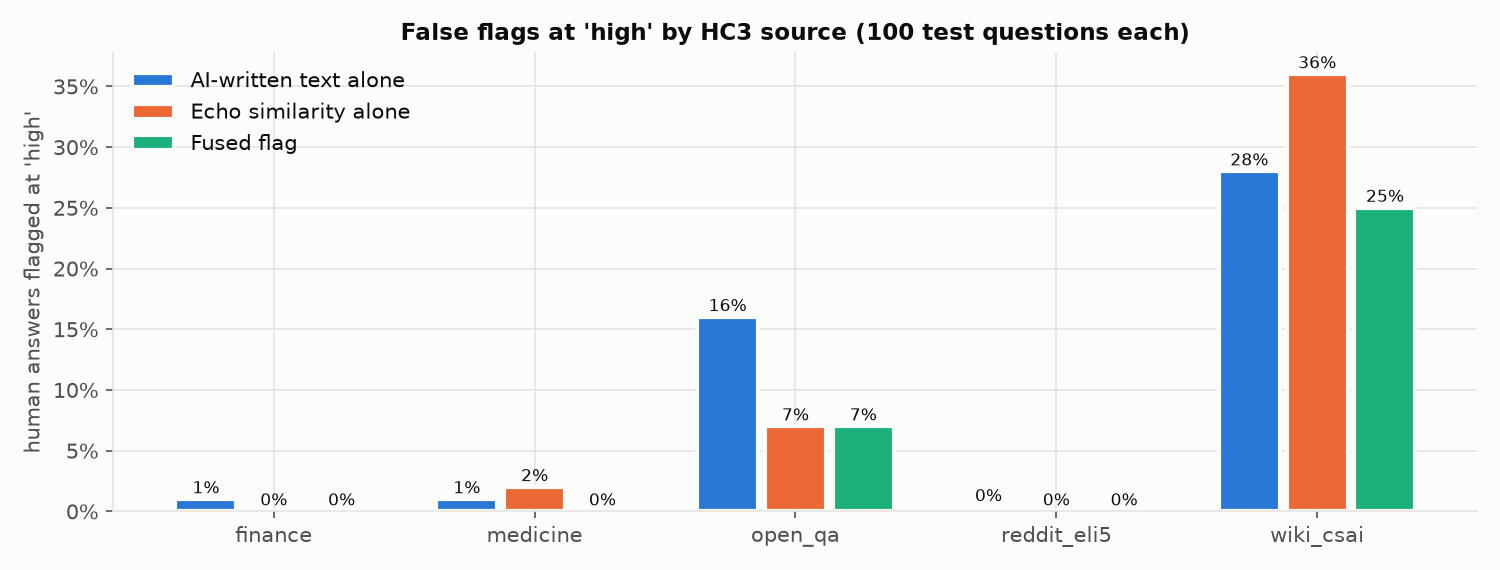 False flags at 'high' by HC3 source (100 test questions each)
AI-written text alone
Echo similarity alone
Fused flag
human answers flagged at 'high'
35%
30%
25%
20%
15%
10%
5%
0%
1% 0% 0%
1% 2% 0%
16% 7% 7%
0% 0% 0%
28% 36% 25%
finance medicine open_qa reddit_eli5 wiki_csai